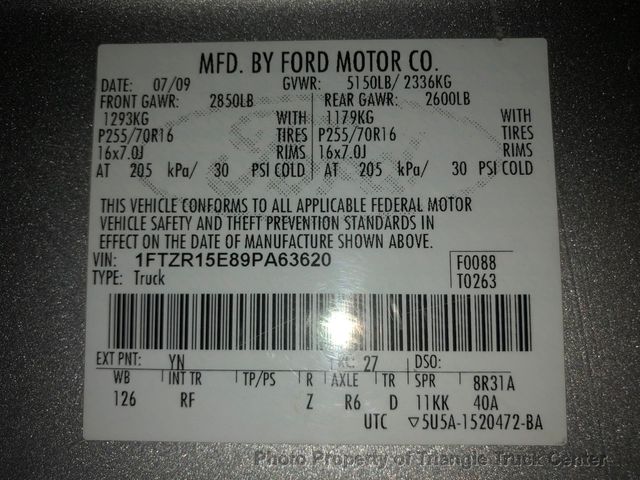 MFD. BY FORD MOTOR CO.
DATE: 07/09 GVWR: 5150LB/ 2336KG
FRONT GAWR: 2850LB REAR GAWR: 2600LB
1293KG WITH 1179KG WITH
P255/70R16 TIRES P255/70R16 TIRES
16x7.0J RIMS 16x7.0J RIMS
AT 205 kPa/ 30 PSI COLD AT 205 kPa/ 30 PSI COLD
THIS VEHICLE CONFORMS TO ALL APPLICABLE FEDERAL MOTOR
VEHICLE SAFETY AND THEFT PREVENTION STANDARDS IN
EFFECT ON THE DATE OF MANUFACTURE SHOWN ABOVE.
VIN: 1FTZR15E89PA63620 F0088
TYPE: Truck T0263
EXT PNT: YN RC: 27 DSO:
WB INT TR TP/PS R AXLE TR SPR 8R31A
126 RF Z R6 D 11KK 40A
UTC ▽5U5A-1520472-BA
Photo Property of Triangle Truck Center